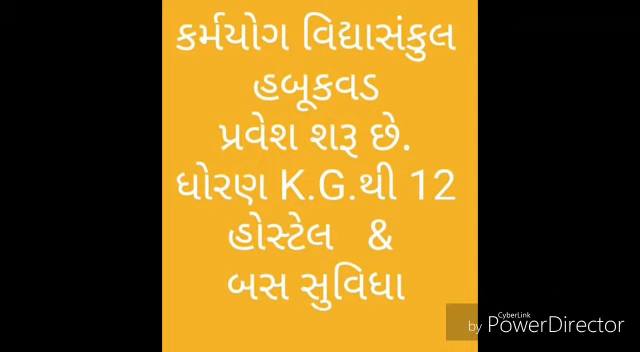 કર્મયોગ વિદ્યાસંકુલ
હબૂકવડ
પ્રવેશ શરૂ છે.
ધોરણ K.G.થી 12
હોસ્ટેલ &
બસ સુવિધા
CyberLink
by PowerDirector